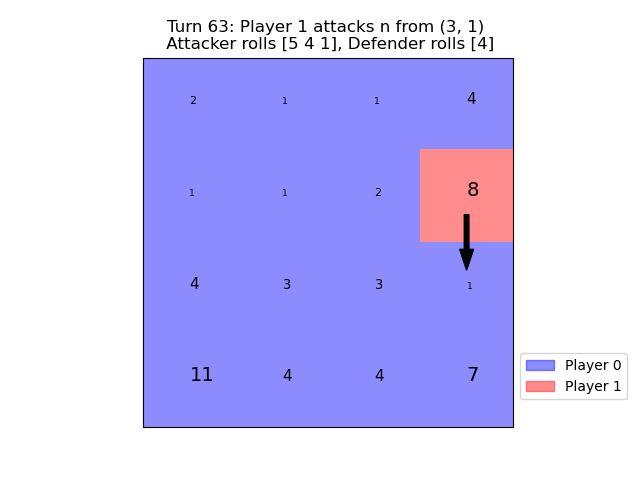 Turn 63: Player 1 attacks n from (3, 1)
Attacker rolls [5 4 1], Defender rolls [4]
2 1 1 4
1 1 2 8
4 3 3 1
11 4 4 7
Player 0
Player 1